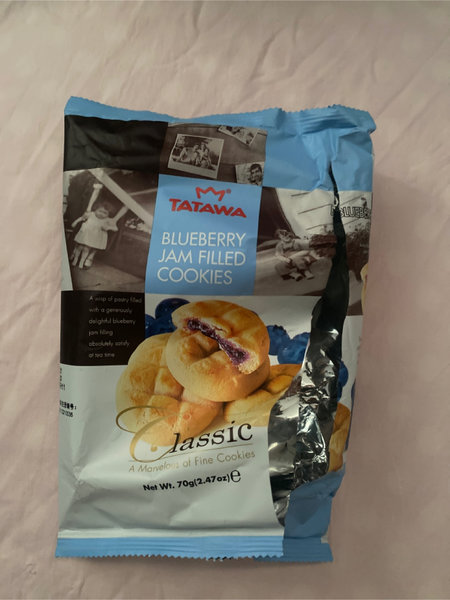 TATAWA®
BLUEBERRY
JAM FILLED
COOKIES
A wrap of pastry filled
with a generously
delightful blueberry
jam filling
absolutely satisfy
at tea time
Classic
A Marvelous of Fine Cookies
Net Wt. 70g(2.47oz)℮